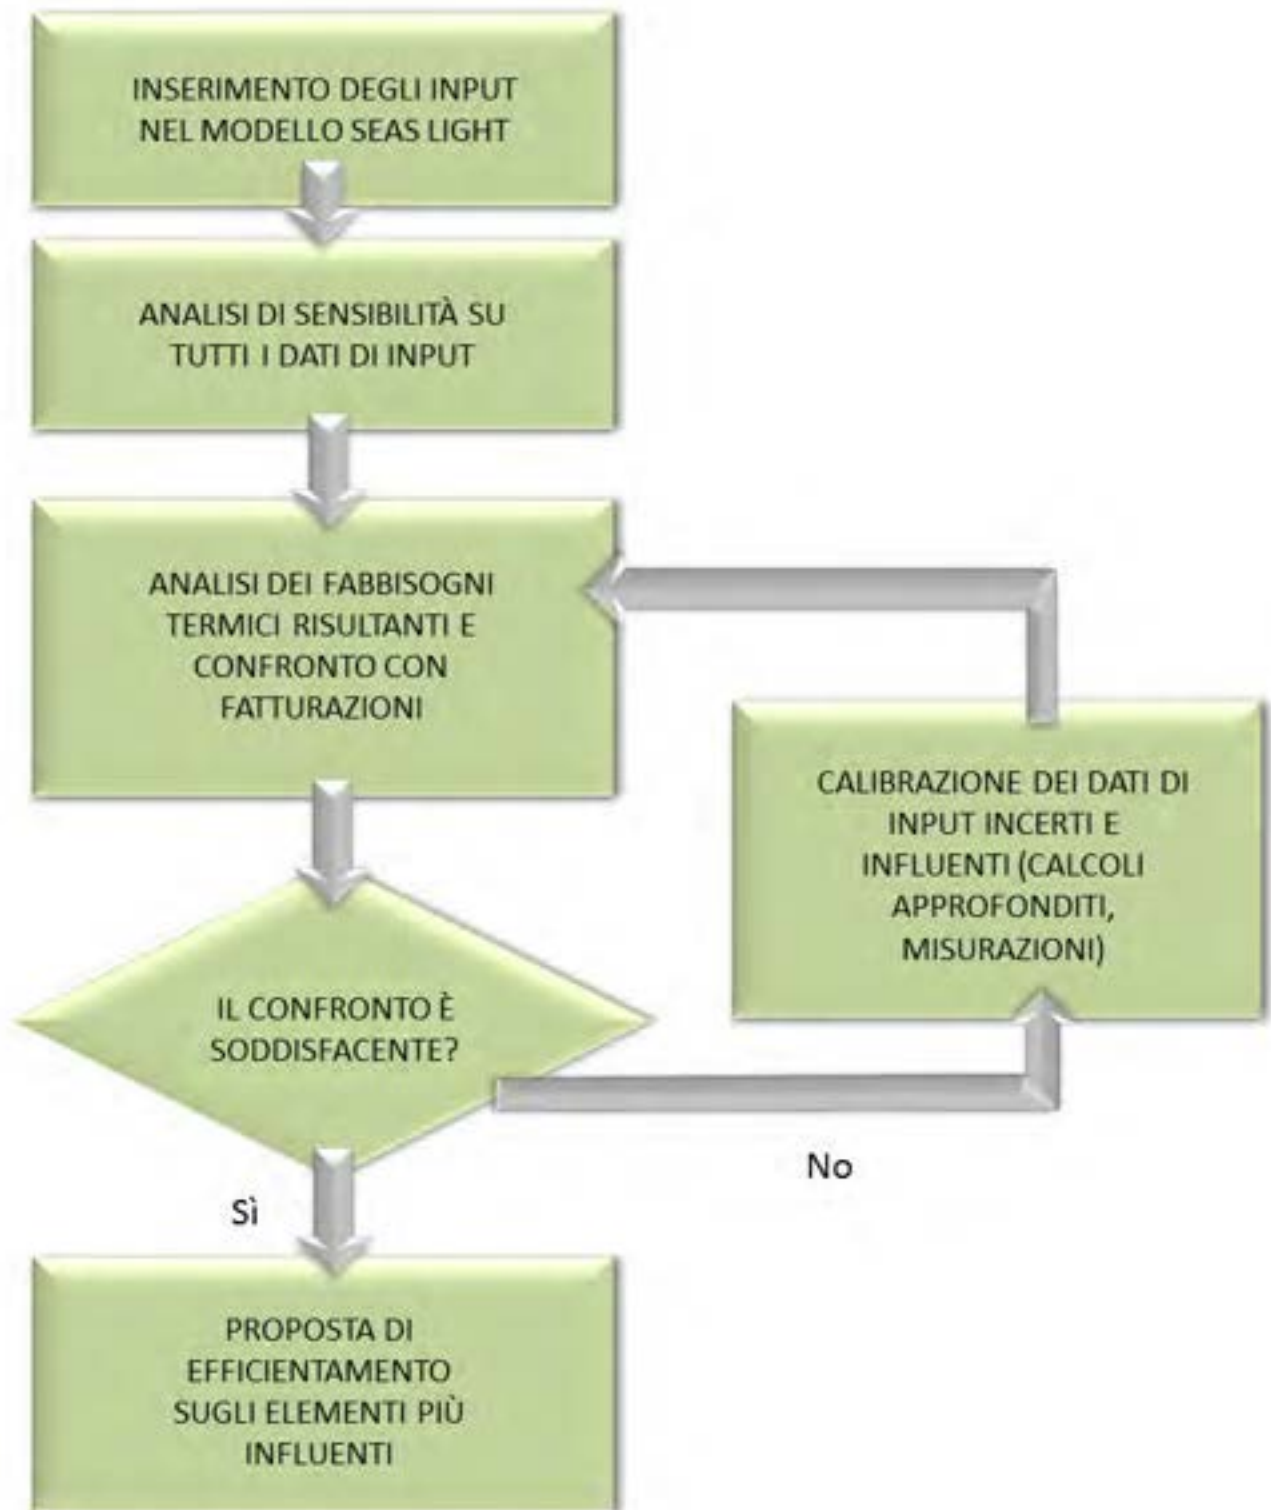 INSERIMENTO DEGLI INPUT
NEL MODELLO SEAS LIGHT
ANALISI DI SENSIBILITÀ SU
TUTTI I DATI DI INPUT
ANALISI DEI FABBISOGNI
TERMICI RISULTANTI E
CONFRONTO CON
FATTURAZIONI
CALIBRAZIONE DEI DATI DI
INPUT INCERTI E
INFLUENTI (CALCOLI
APPROFONDITI,
MISURAZIONI)
IL CONFRONTO È
SODDISFACENTE?
No
Sì
PROPOSTA DI
EFFICIENTAMENTO
SUGLI ELEMENTI PIÙ
INFLUENTI